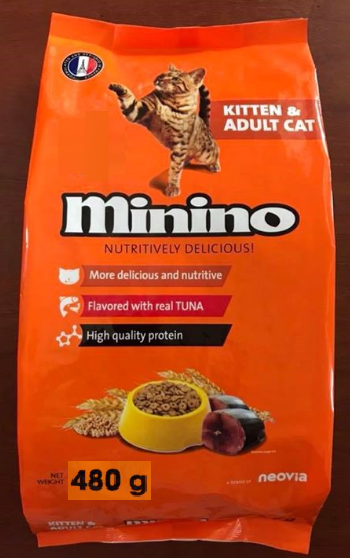 KITTEN &
ADULT CAT
Minino
NUTRITIVELY DELICIOUS!
More delicious and nutritive
Flavored with real TUNA
High quality protein
NET
WEIGHT
480 g
neovia
KITTEN &